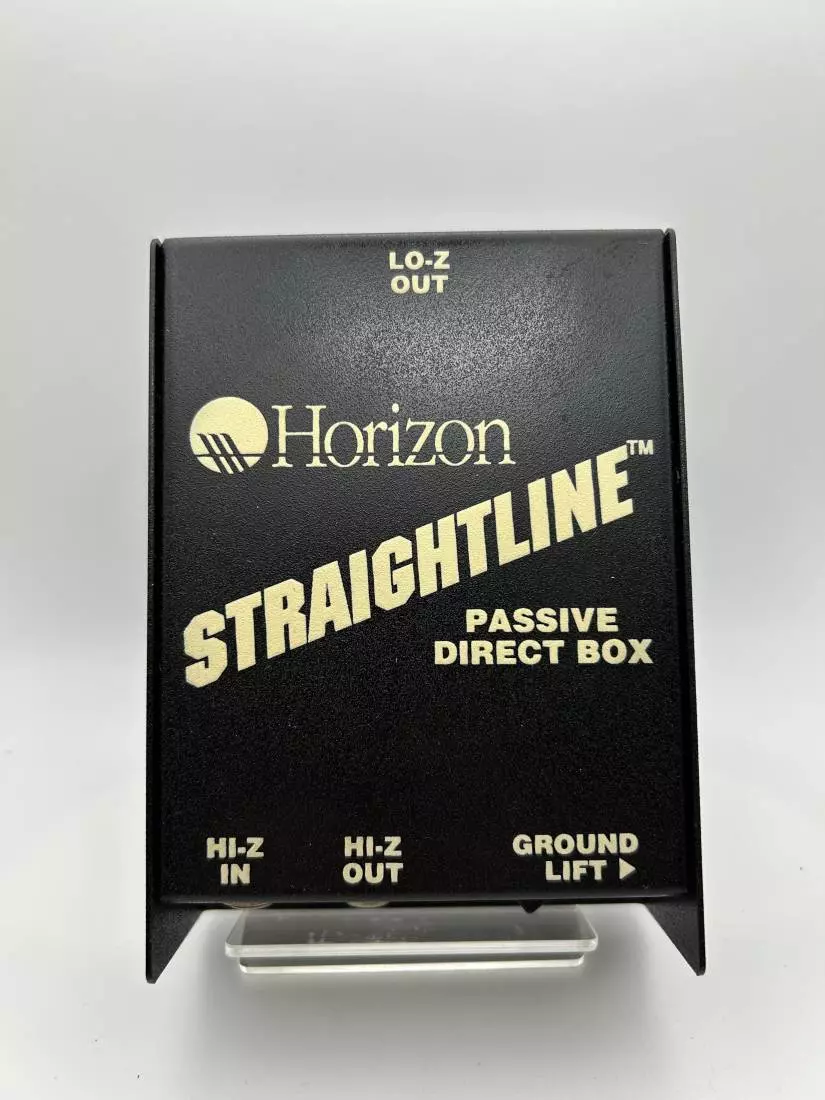 LO-Z
OUT
Horizon
STRAIGHTLINE™
PASSIVE
DIRECT BOX
HI-Z
IN
HI-Z
OUT
GROUND
LIFT ▶